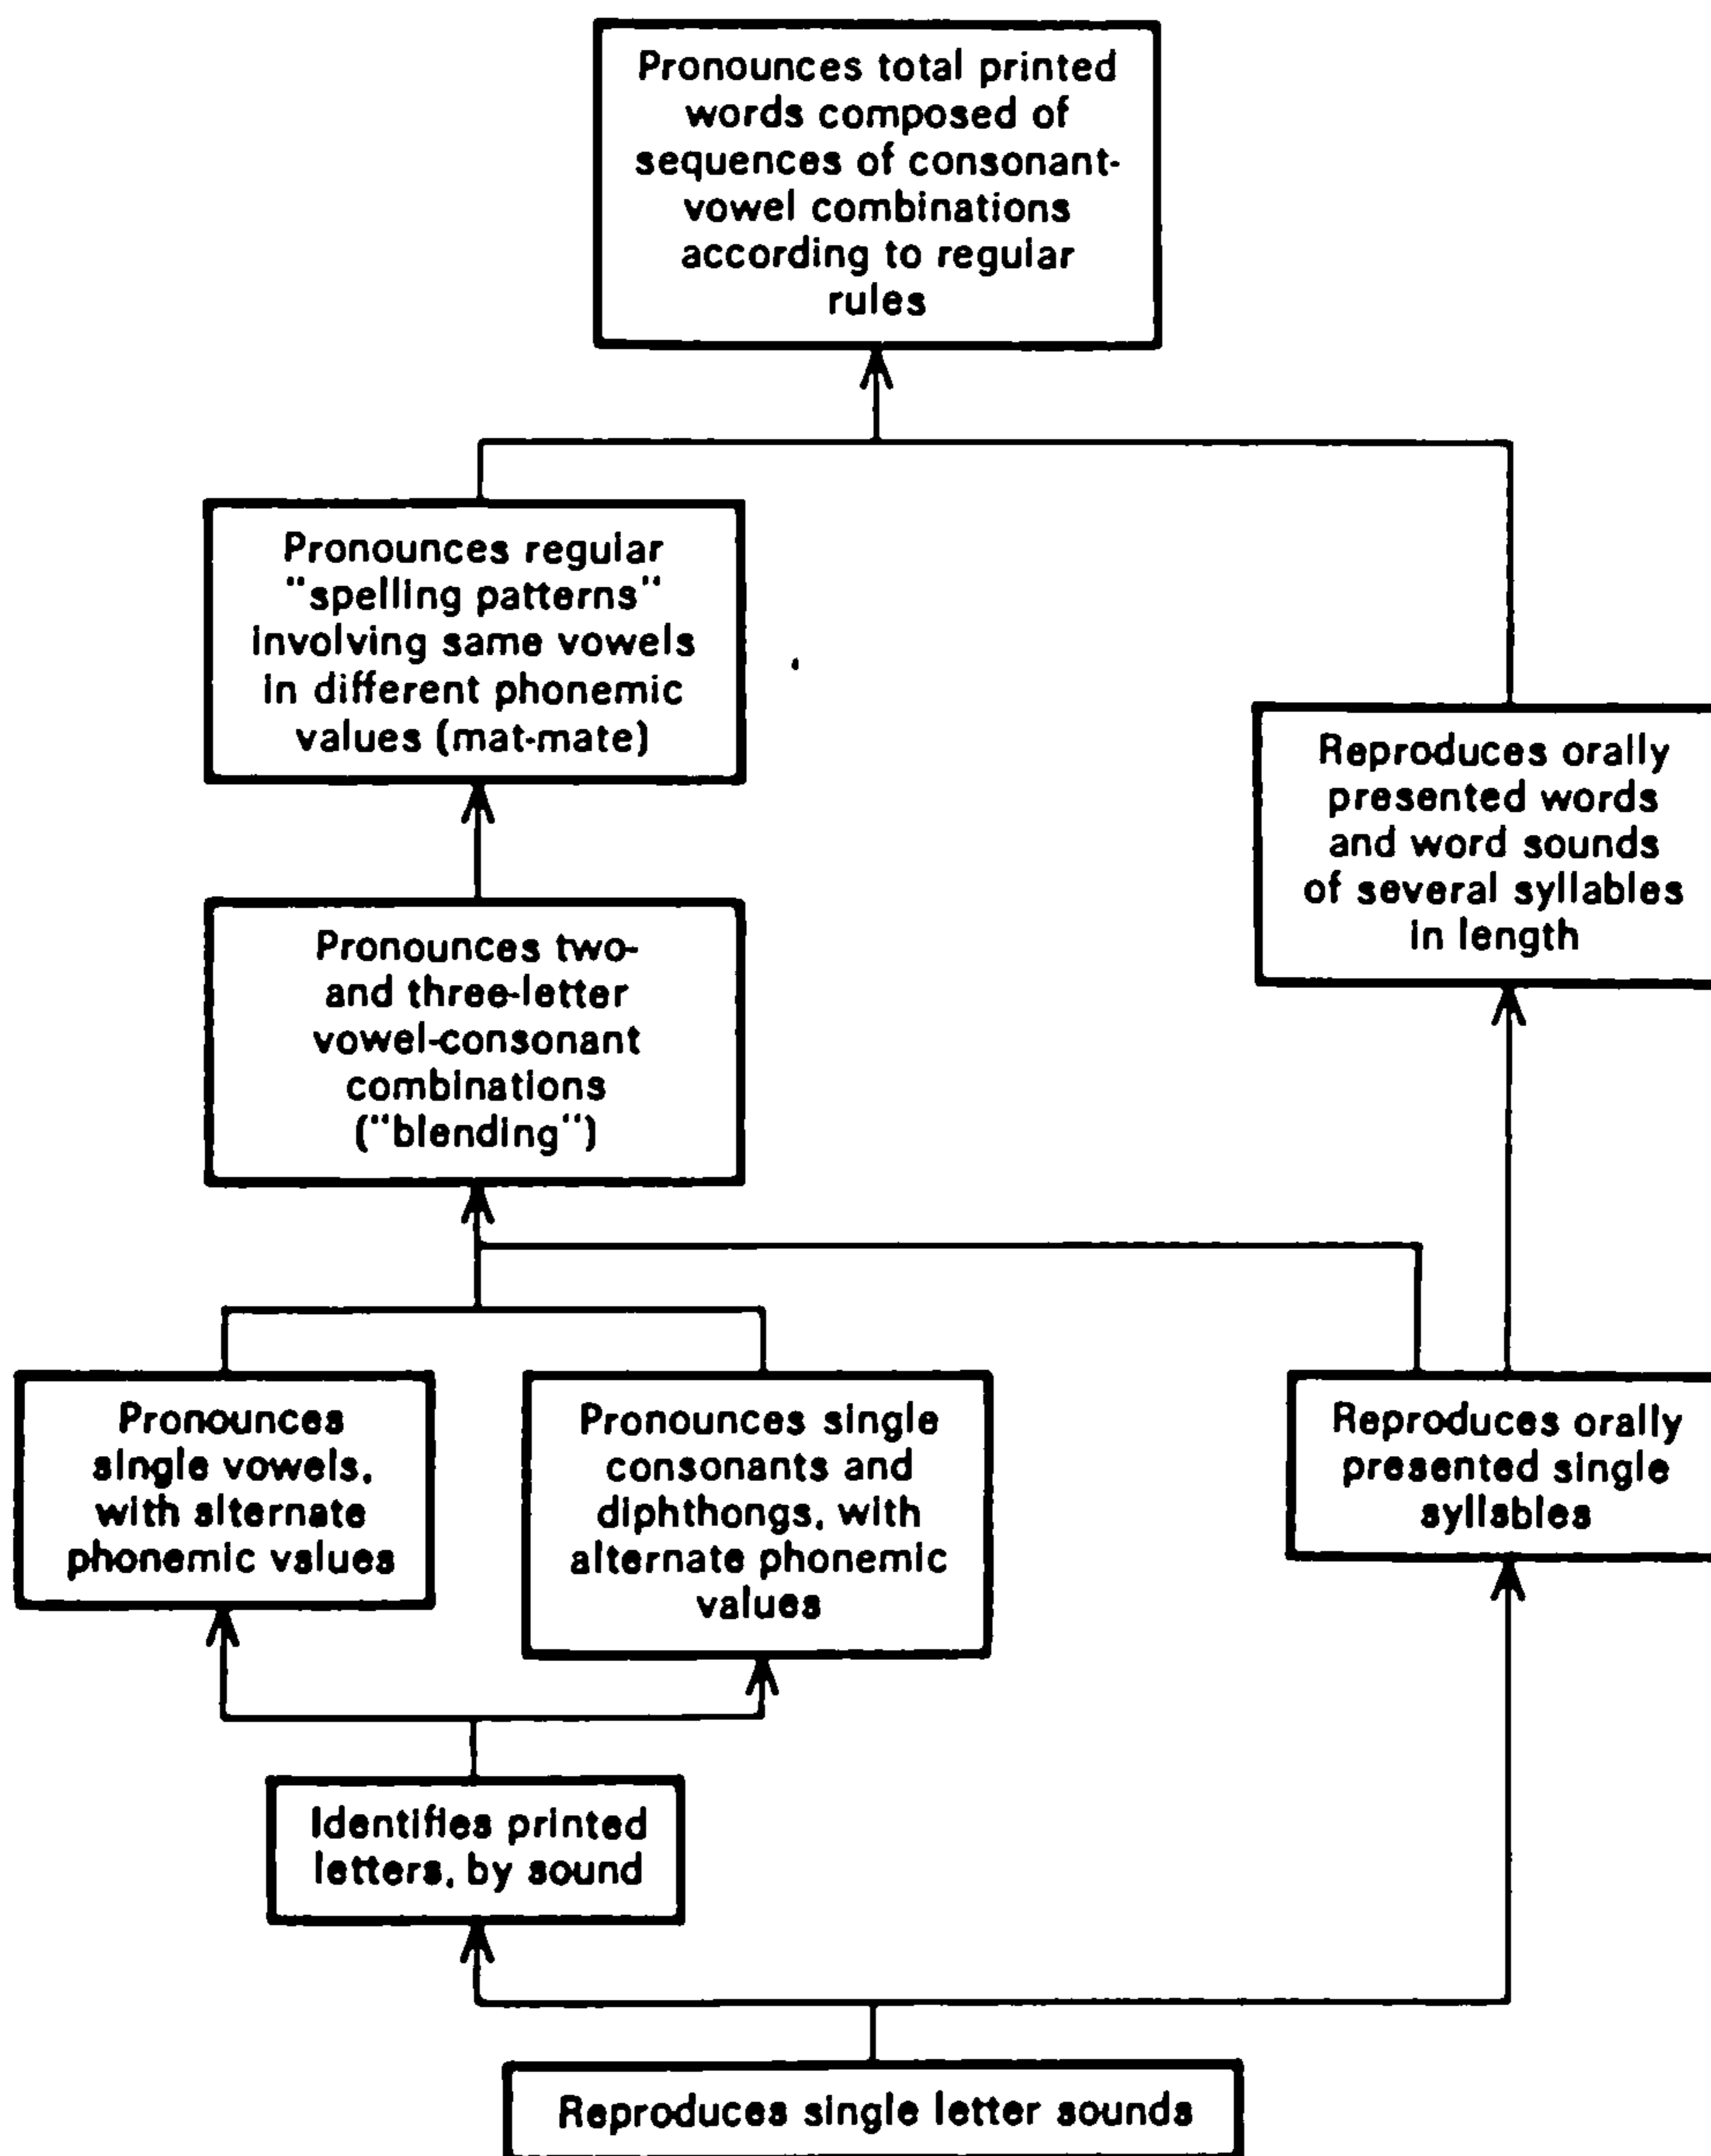 Pronounces total printed
words composed of
sequences of consonant-
vowel combinations
according to regular
rules
Pronounces regular
"spelling patterns"
involving same vowels
in different phonemic
values (mat-mate)
Reproduces orally
presented words
and word sounds
of several syllables
in length
Pronounces two-
and three-letter
vowel-consonant
combinations
("blending")
Pronounces
single vowels,
with alternate
phonemic values
Pronounces single
consonants and
diphthongs, with
alternate phonemic
values
Reproduces orally
presented single
syllables
Identifies printed
letters, by sound
Reproduces single letter sounds